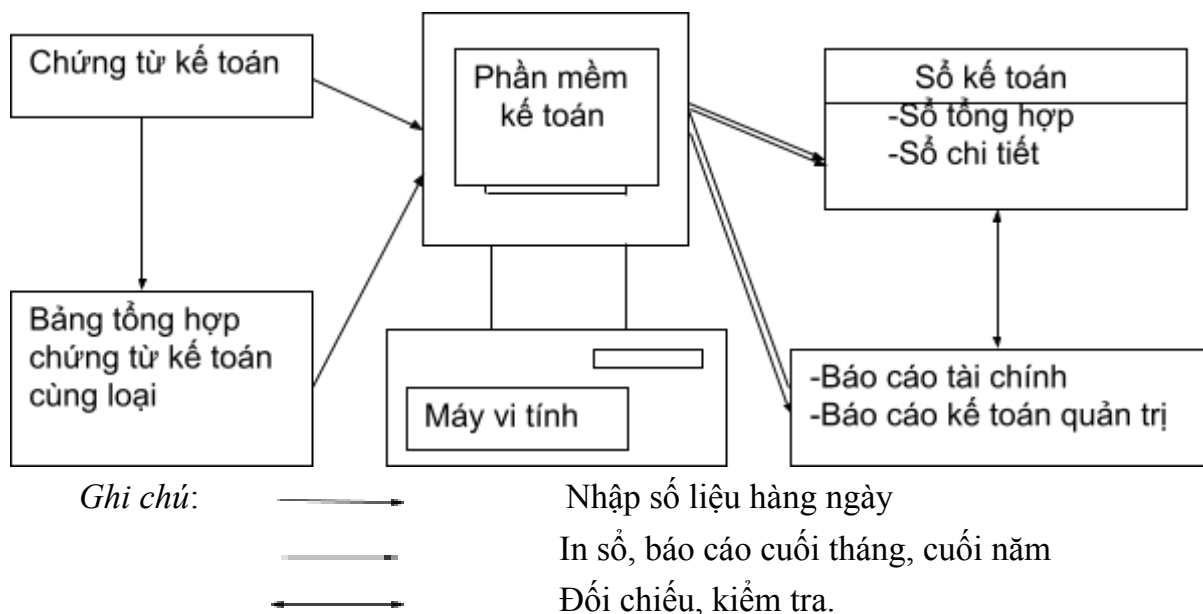 Chứng từ kế toán
Bảng tổng hợp
chứng từ kế toán
cùng loại
Phần mềm
kế toán
Máy vi tính
Sổ kế toán
-Sổ tổng hợp
-Sổ chi tiết
-Báo cáo tài chính
-Báo cáo kế toán quản trị
Ghi chú:
Nhập số liệu hàng ngày
In sổ, báo cáo cuối tháng, cuối năm
Đối chiếu, kiểm tra.